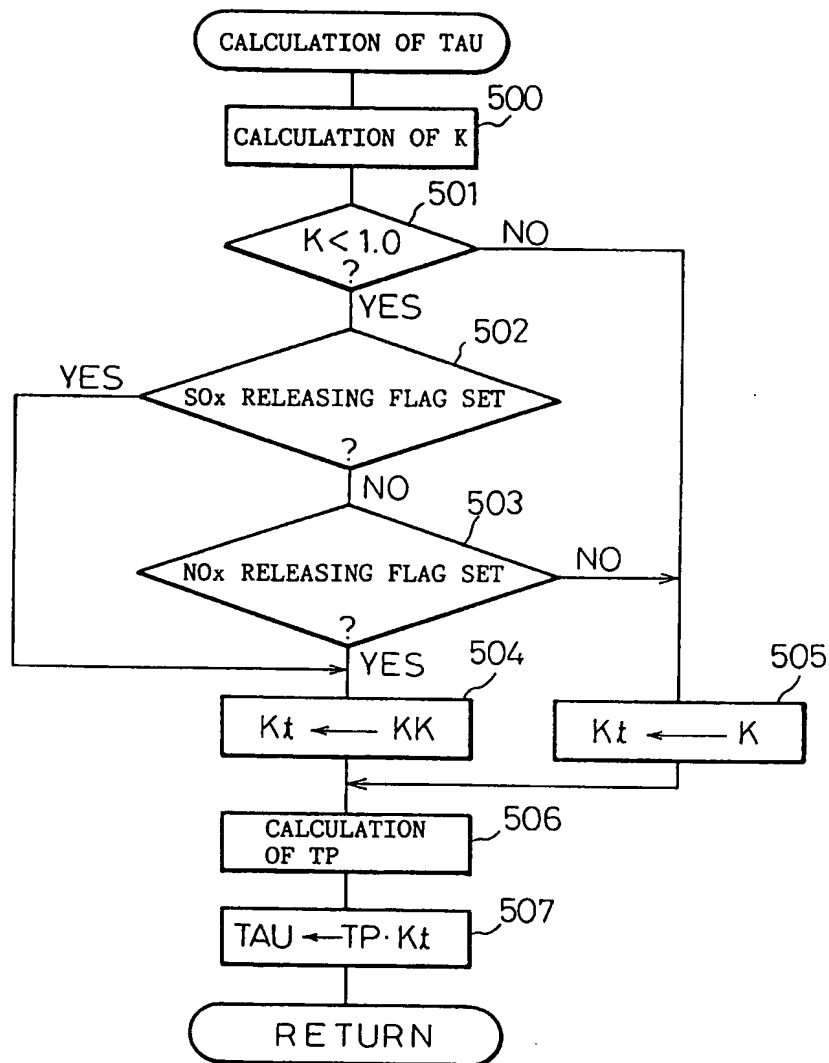 CALCULATION OF TAU
500
CALCULATION OF K
501
K < 1.0
?
NO
YES
502
YES
SOx RELEASING FLAG SET
?
NO
503
NOx RELEASING FLAG SET
?
NO
YES
504
Kt ← KK
505
Kt ← K
506
CALCULATION
OF TP
507
TAU ← TP·Kt
RETURN